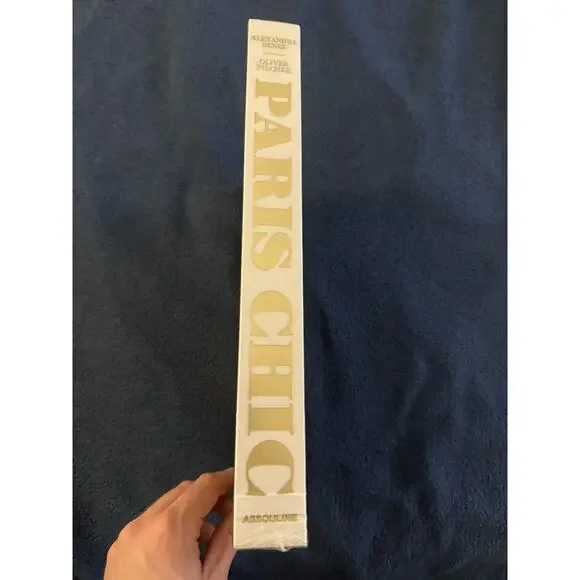 ALEXANDRA
SENES
OLIVER
PILCHER
PARIS CHIC
ASSOULINE